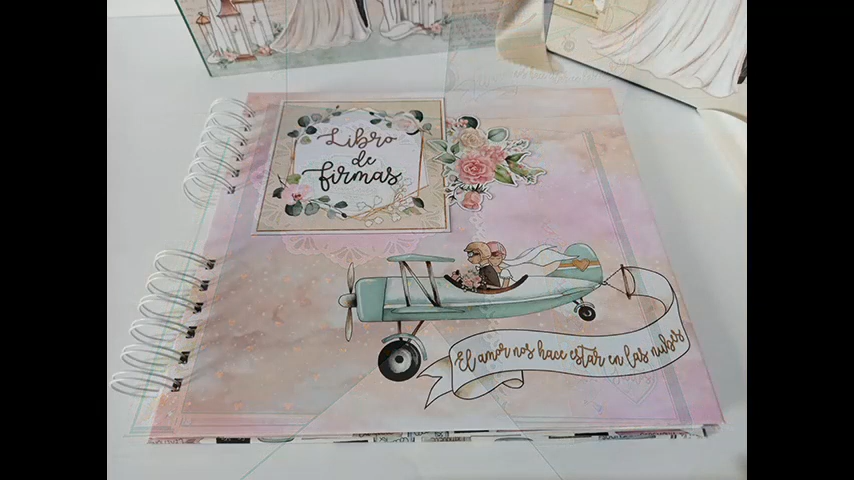 Libro
de
firmas
El amor nos hace estar en las nubes